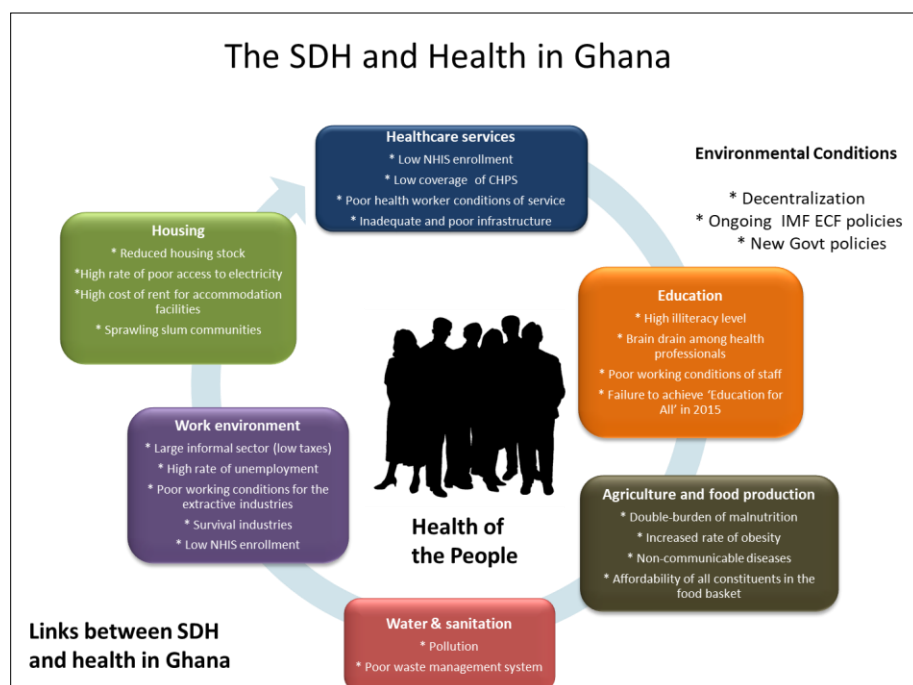 The SDH and Health in Ghana
Healthcare services
* Low NHIS enrollment
* Low coverage of CHPS
* Poor health worker conditions of service
* Inadequate and poor infrastructure
Environmental Conditions
* Decentralization
* Ongoing IMF ECF policies
* New Govt policies
Education
* High illiteracy level
* Brain drain among health
professionals
* Poor working conditions of staff
* Failure to achieve ‘Education for
All’ in 2015
Agriculture and food production
* Double-burden of malnutrition
* Increased rate of obesity
* Non-communicable diseases
* Affordability of all constituents in the
food basket
Water & sanitation
* Pollution
* Poor waste management system
Work environment
* Large informal sector (low taxes)
* High rate of unemployment
* Poor working conditions for the
extractive industries
* Survival industries
* Low NHIS enrollment
Housing
* Reduced housing stock
*High rate of poor access to electricity
*High cost of rent for accommodation
facilities
* Sprawling slum communities
Health of
the People
Links between SDH
and health in Ghana